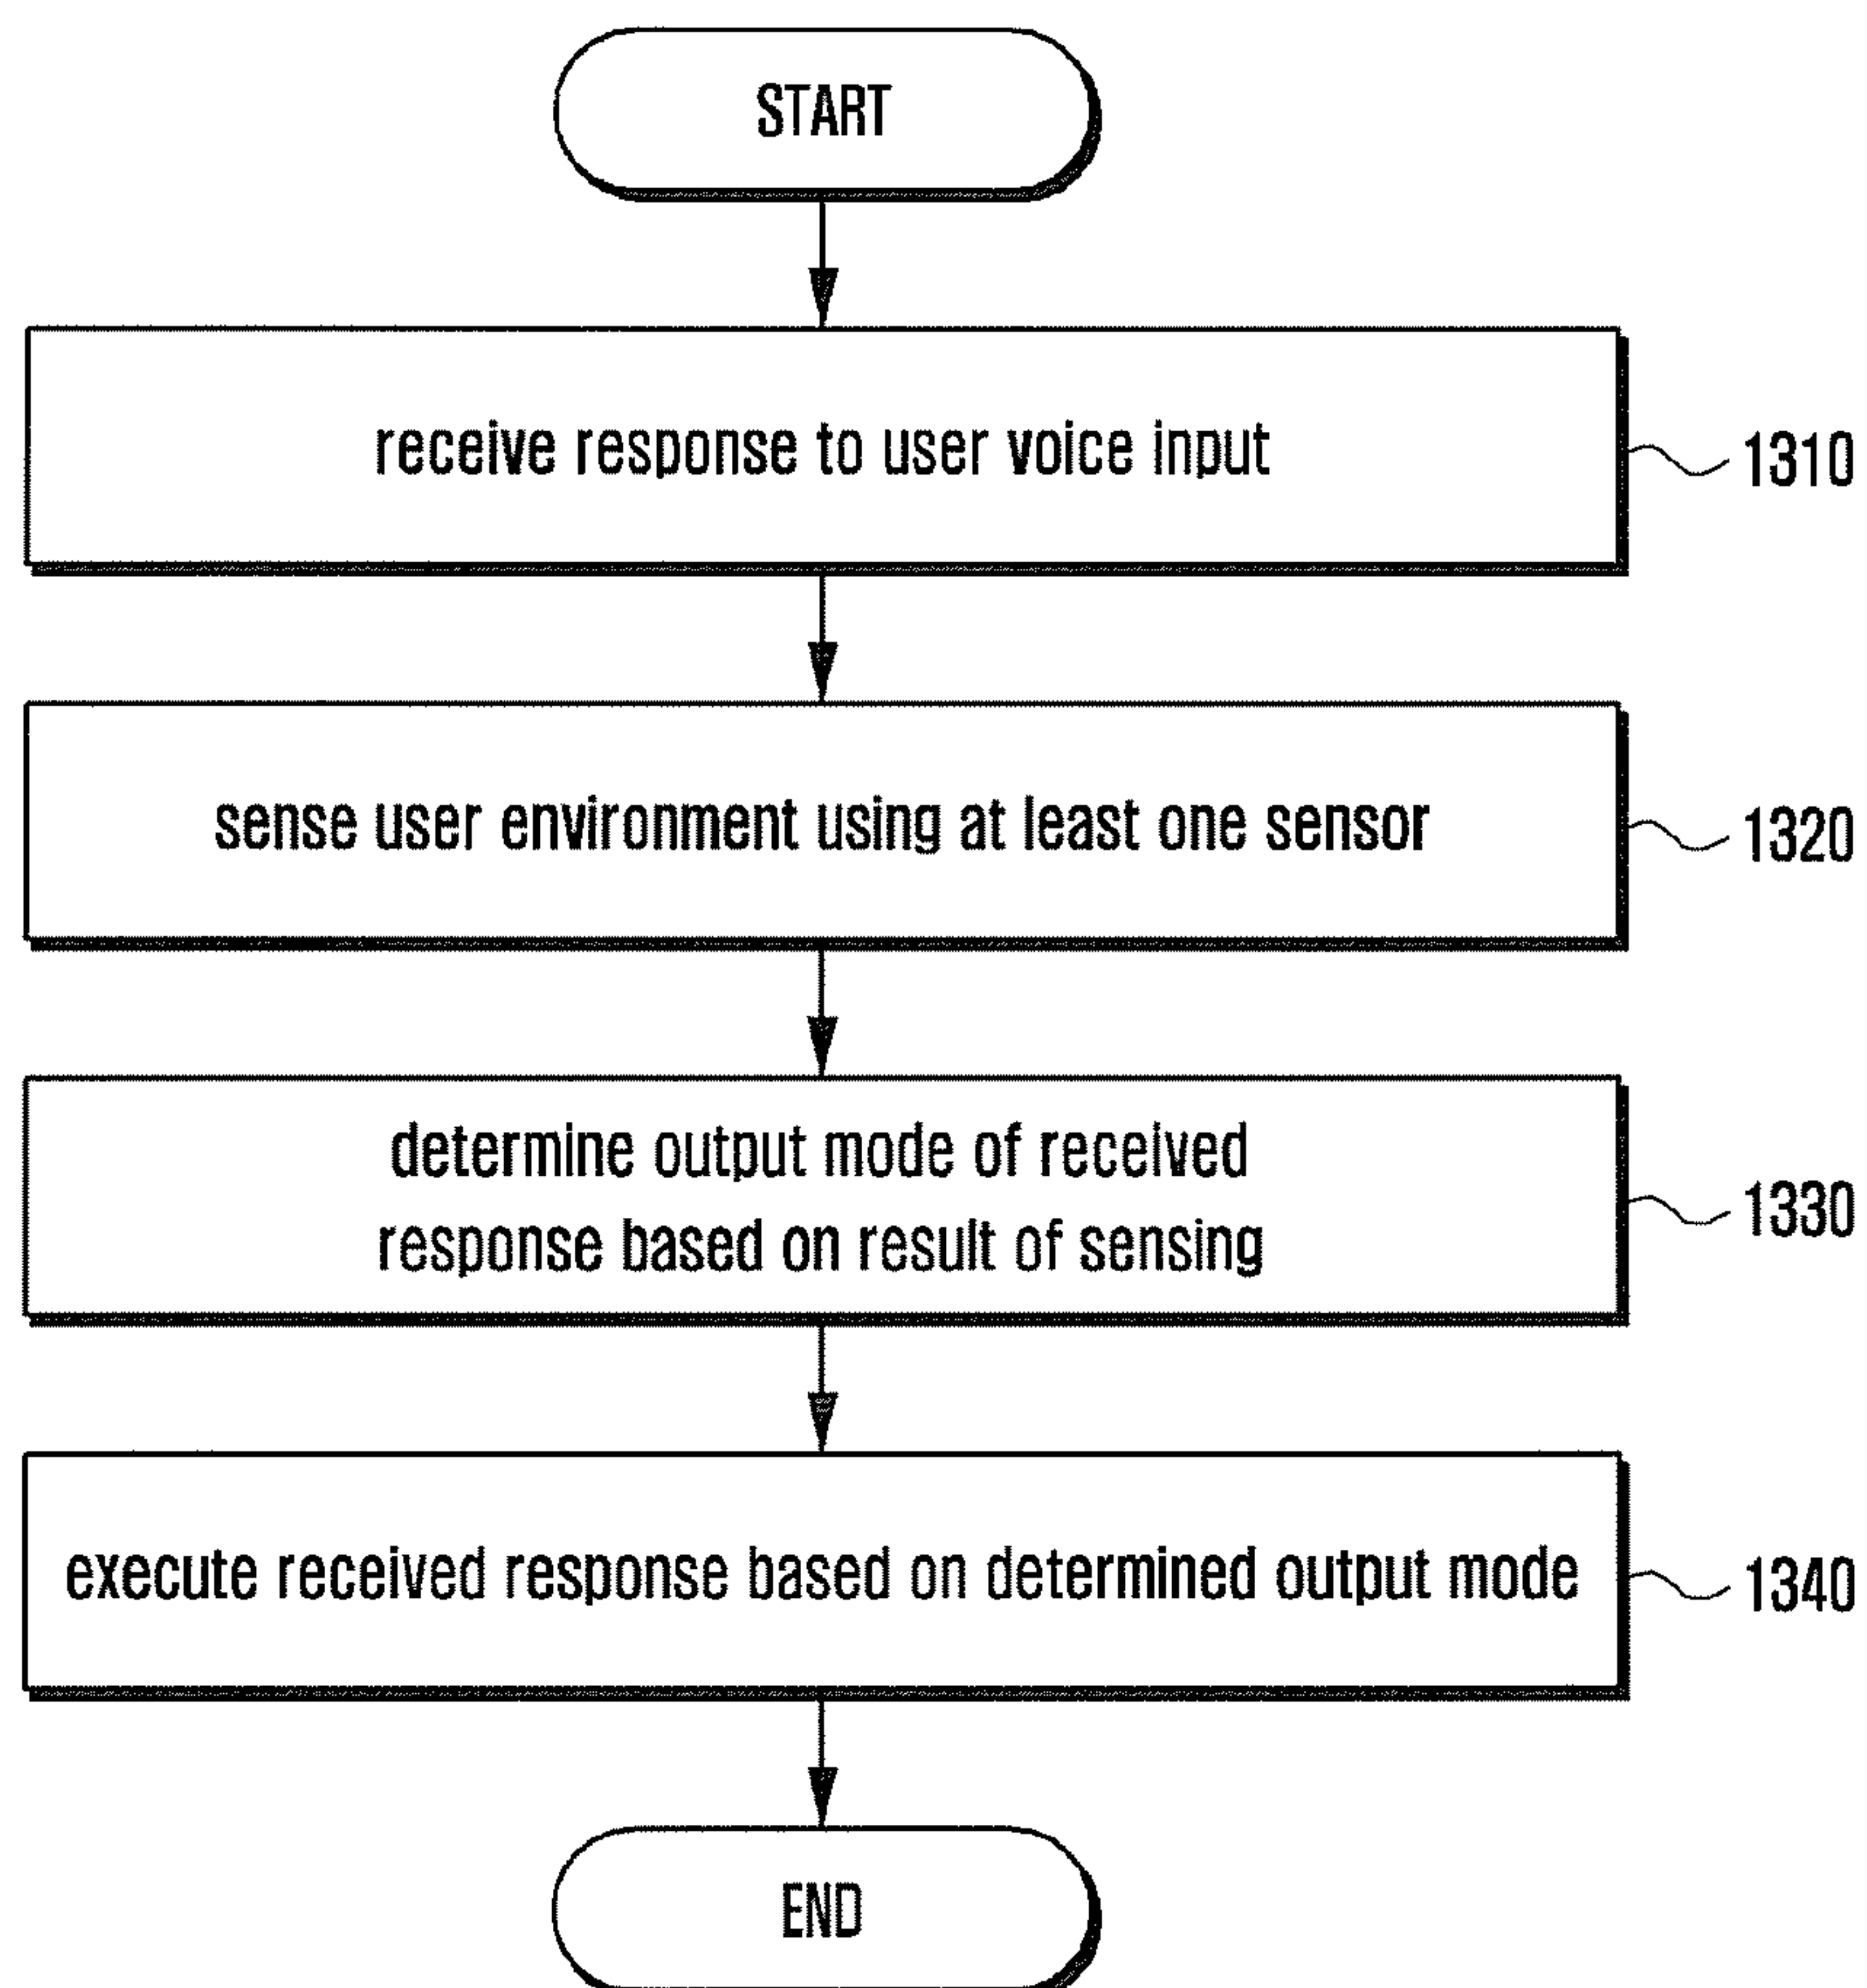 START
receive response to user voice input
1310
sense user environment using at least one sensor
1320
determine output mode of received
response based on result of sensing
1330
execute received response based on determined output mode
1340
END